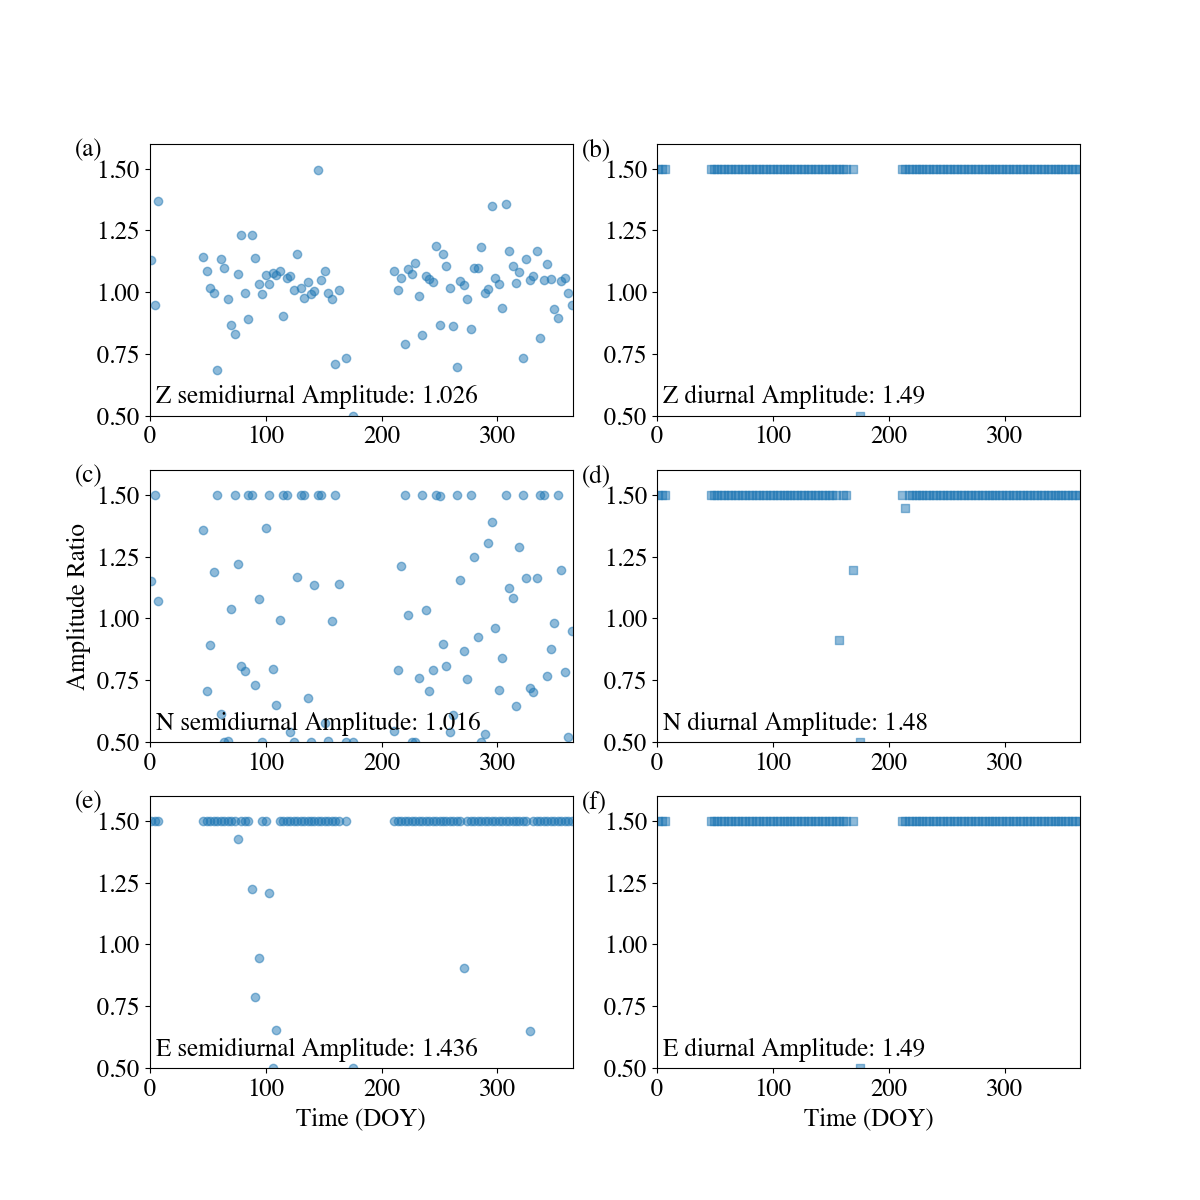 (a)
1.50
1.25
1.00
0.75
0.50
Z semidiurnal Amplitude: 1.026
0 100 200 300
(b)
1.50
1.25
1.00
0.75
0.50
Z diurnal Amplitude: 1.49
0 100 200 300
Amplitude Ratio
(c)
1.50
1.25
1.00
0.75
0.50
N semidiurnal Amplitude: 1.016
0 100 200 300
(d)
1.50
1.25
1.00
0.75
0.50
N diurnal Amplitude: 1.48
0 100 200 300
(e)
1.50
1.25
1.00
0.75
0.50
E semidiurnal Amplitude: 1.436
0 100 200 300
Time (DOY)
(f)
1.50
1.25
1.00
0.75
0.50
E diurnal Amplitude: 1.49
0 100 200 300
Time (DOY)